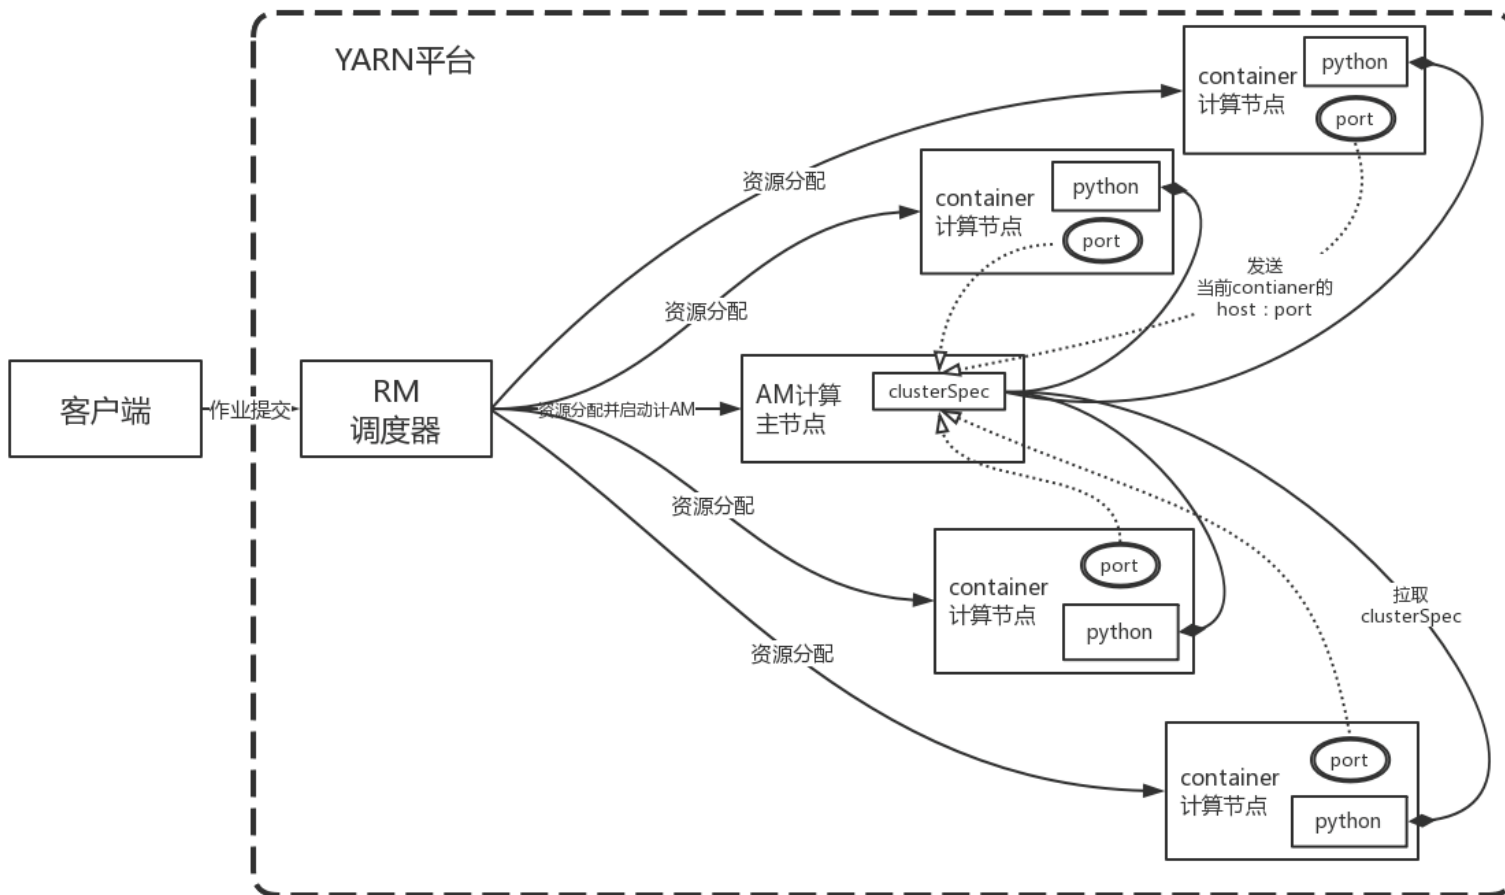 YARN平台
python
container
计算节点
port
资源分配
python
container
计算节点
port
发送
当前contianer的
host：port
资源分配
客户端
作业提交
RM
调度器
资源分配并启动计AM
AM计算
主节点
clusterSpec
资源分配
port
container
计算节点
python
拉取
clusterSpec
资源分配
port
container
计算节点
python